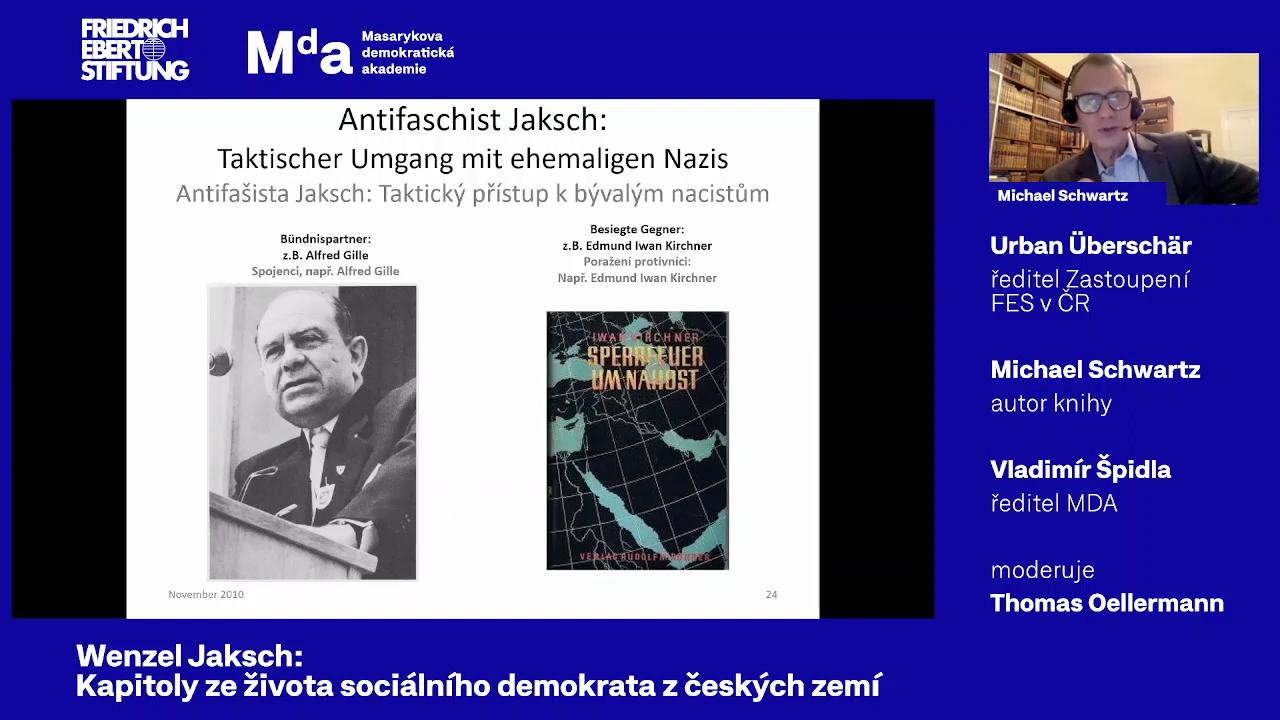 FRIEDRICH
EBERT
STIFTUNG
Mda
Masarykova
demokratická
akademie
Antifaschist Jaksch:
Taktischer Umgang mit ehemaligen Nazis
Antifašista Jaksch: Taktický přístup k bývalým nacistům
Bündnispartner:
z.B. Alfred Gille
Spojenci, např. Alfred Gille
Besiegte Gegner:
z.B. Edmund Iwan Kirchner
Poražení protivníci:
Např. Edmund Iwan Kirchner
IWAN KIRCHNER
SPERRFEUER
UM NAHOST
VERLAG RUDOLF
November 2010
24
Michael Schwartz
Urban Überschär
ředitel Zastoupení
FES v ČR
Michael Schwartz
autor knihy
Vladimír Špidla
ředitel MDA
moderuje
Thomas Oellermann
Wenzel Jaksch:
Kapitoly ze života sociálního demokrata z českých zemí